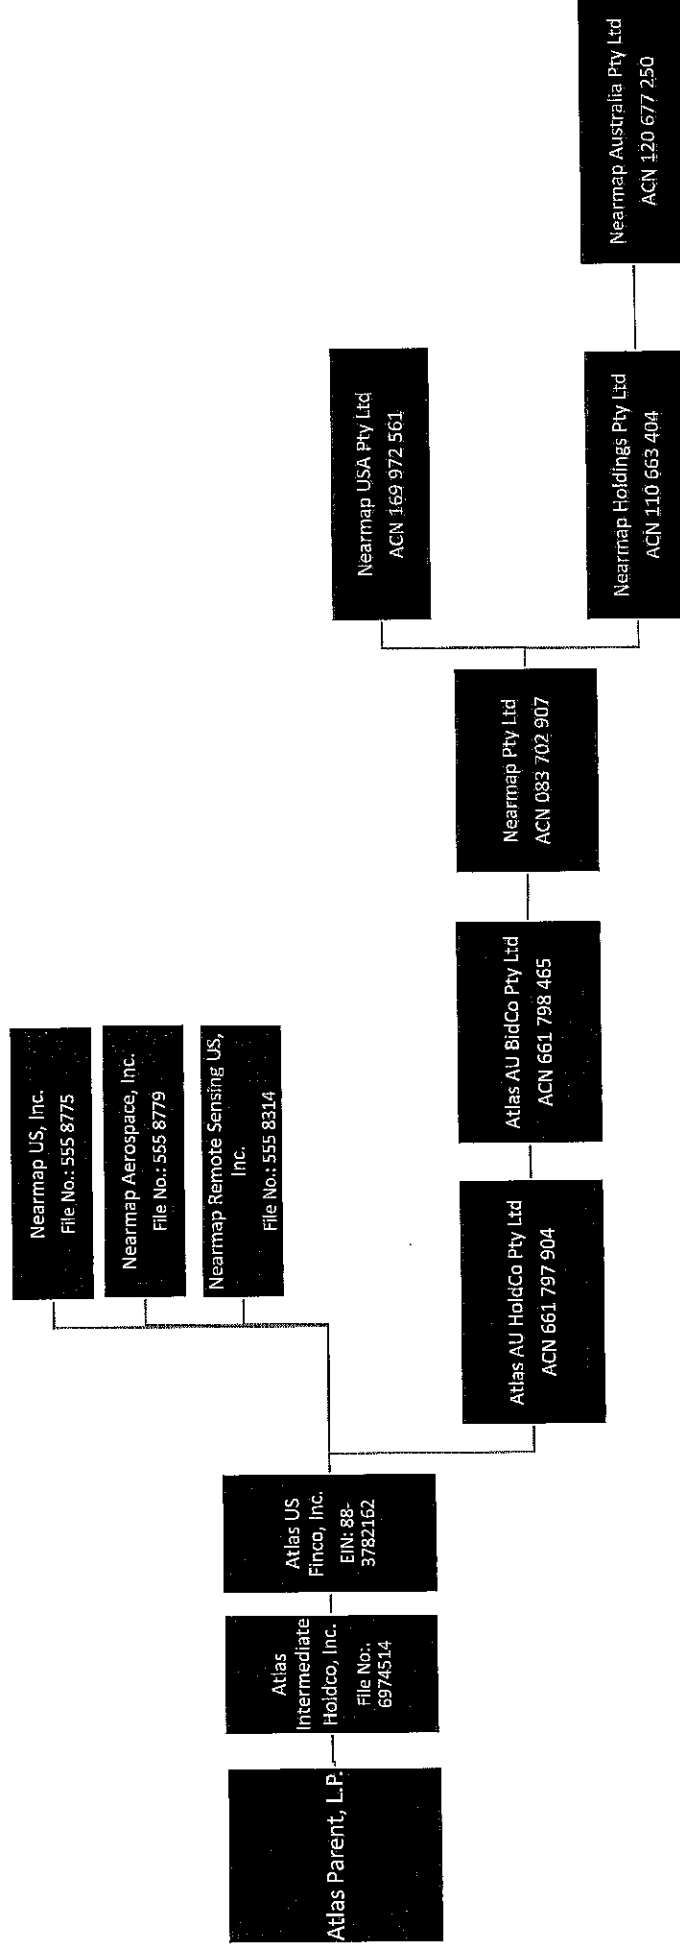 Atlas Parent, L.P.
Atlas
Intermediate
Holdco, Inc.
File No:.
6974514
Atlas US
Finco, Inc.
EIN: 88-
3782162
Nearmap US, Inc.
File No.: 555 8775
Nearmap Aerospace, Inc.
File No.: 555 8779
Nearmap Remote Sensing US,
Inc.
File No.: 555 8314
Atlas AU HoldCo Pty Ltd
ACN 661 797 904
Atlas AU BidCo Pty Ltd
ACN 661 798 465
Nearmap Pty Ltd
ACN 083 702 907
Nearmap USA Pty Ltd
ACN 169 972 561
Nearmap Holdings Pty Ltd
ACN 110 663 404
Nearmap Australia Pty Ltd
ACN 120 677 250